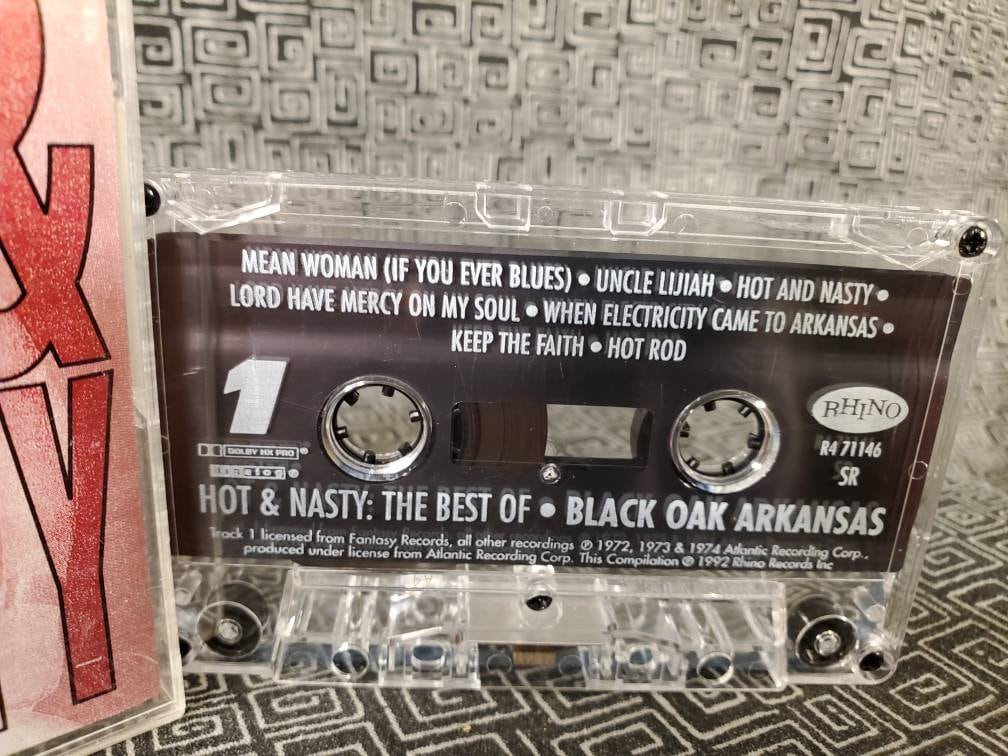 &
Y
MEAN WOMAN (IF YOU EVER BLUES) • UNCLE LIJIAH • HOT AND NASTY •
LORD HAVE MERCY ON MY SOUL • WHEN ELECTRICITY CAME TO ARKANSAS •
KEEP THE FAITH • HOT ROD
1
RHINO
DOLBY HX PRO®
R4 71146
SR
HOT & NASTY: THE BEST OF • BLACK OAK ARKANSAS
Track 1 licensed from Fantasy Records, all other recordings ℗ 1972, 1973 & 1974 Atlantic Recording Corp.,
produced under license from Atlantic Recording Corp. This Compilation ℗ 1992 Rhino Records Inc